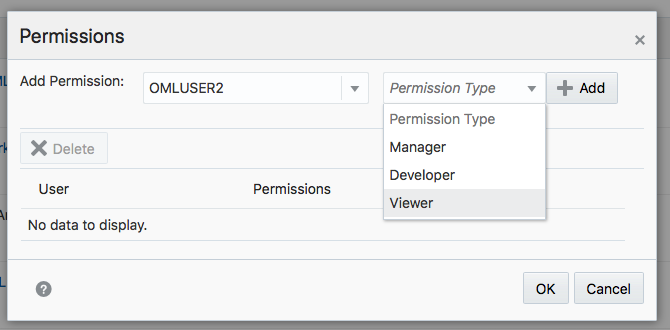 Permissions
Add Permission:
OMLUSER2
Permission Type
Add
Permission Type
Manager
Developer
Viewer
Delete
User
Permissions
No data to display.
?
OK
Cancel